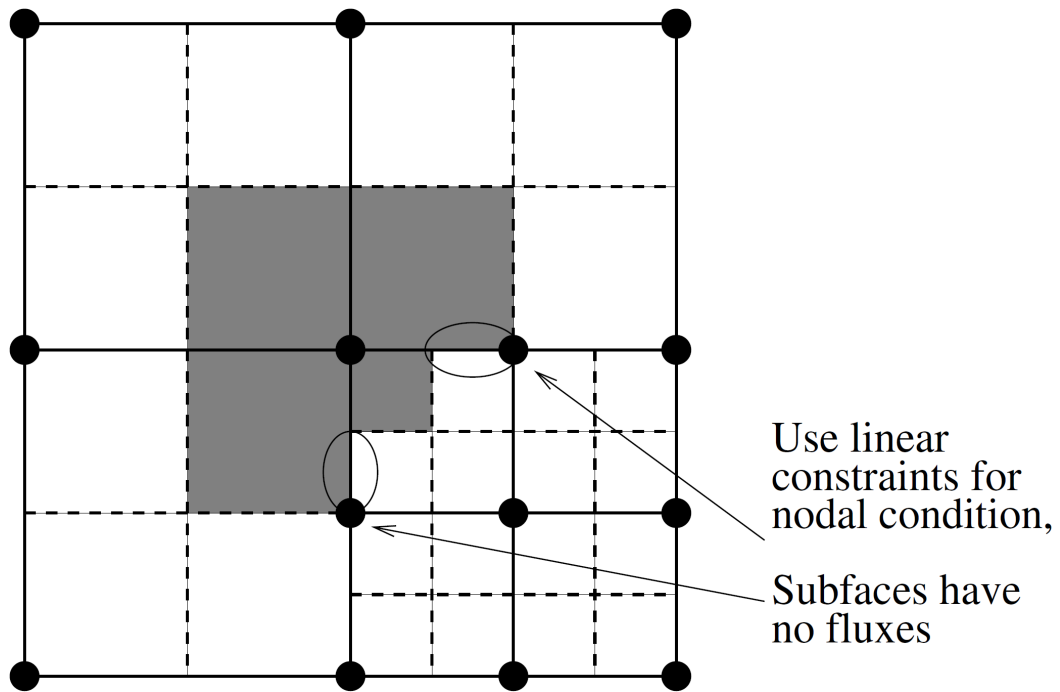 Use linear
constraints for
nodal condition,
Subfaces have
no fluxes